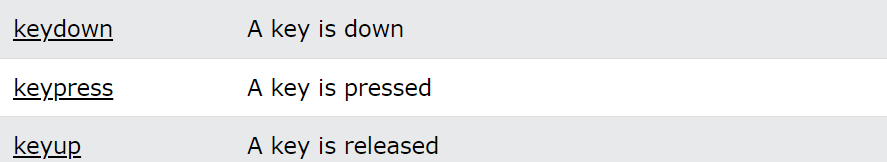 keydown A key is down
keypress A key is pressed
keyup A key is released